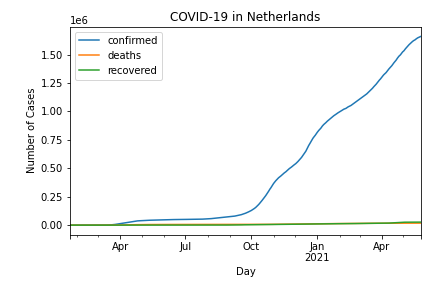 COVID-19 in Netherlands
1e6
confirmed
deaths
recovered
1.50
1.25
1.00
0.75
0.50
0.25
0.00
Number of Cases
Apr
Jul
Oct
Jan
2021
Apr
Day